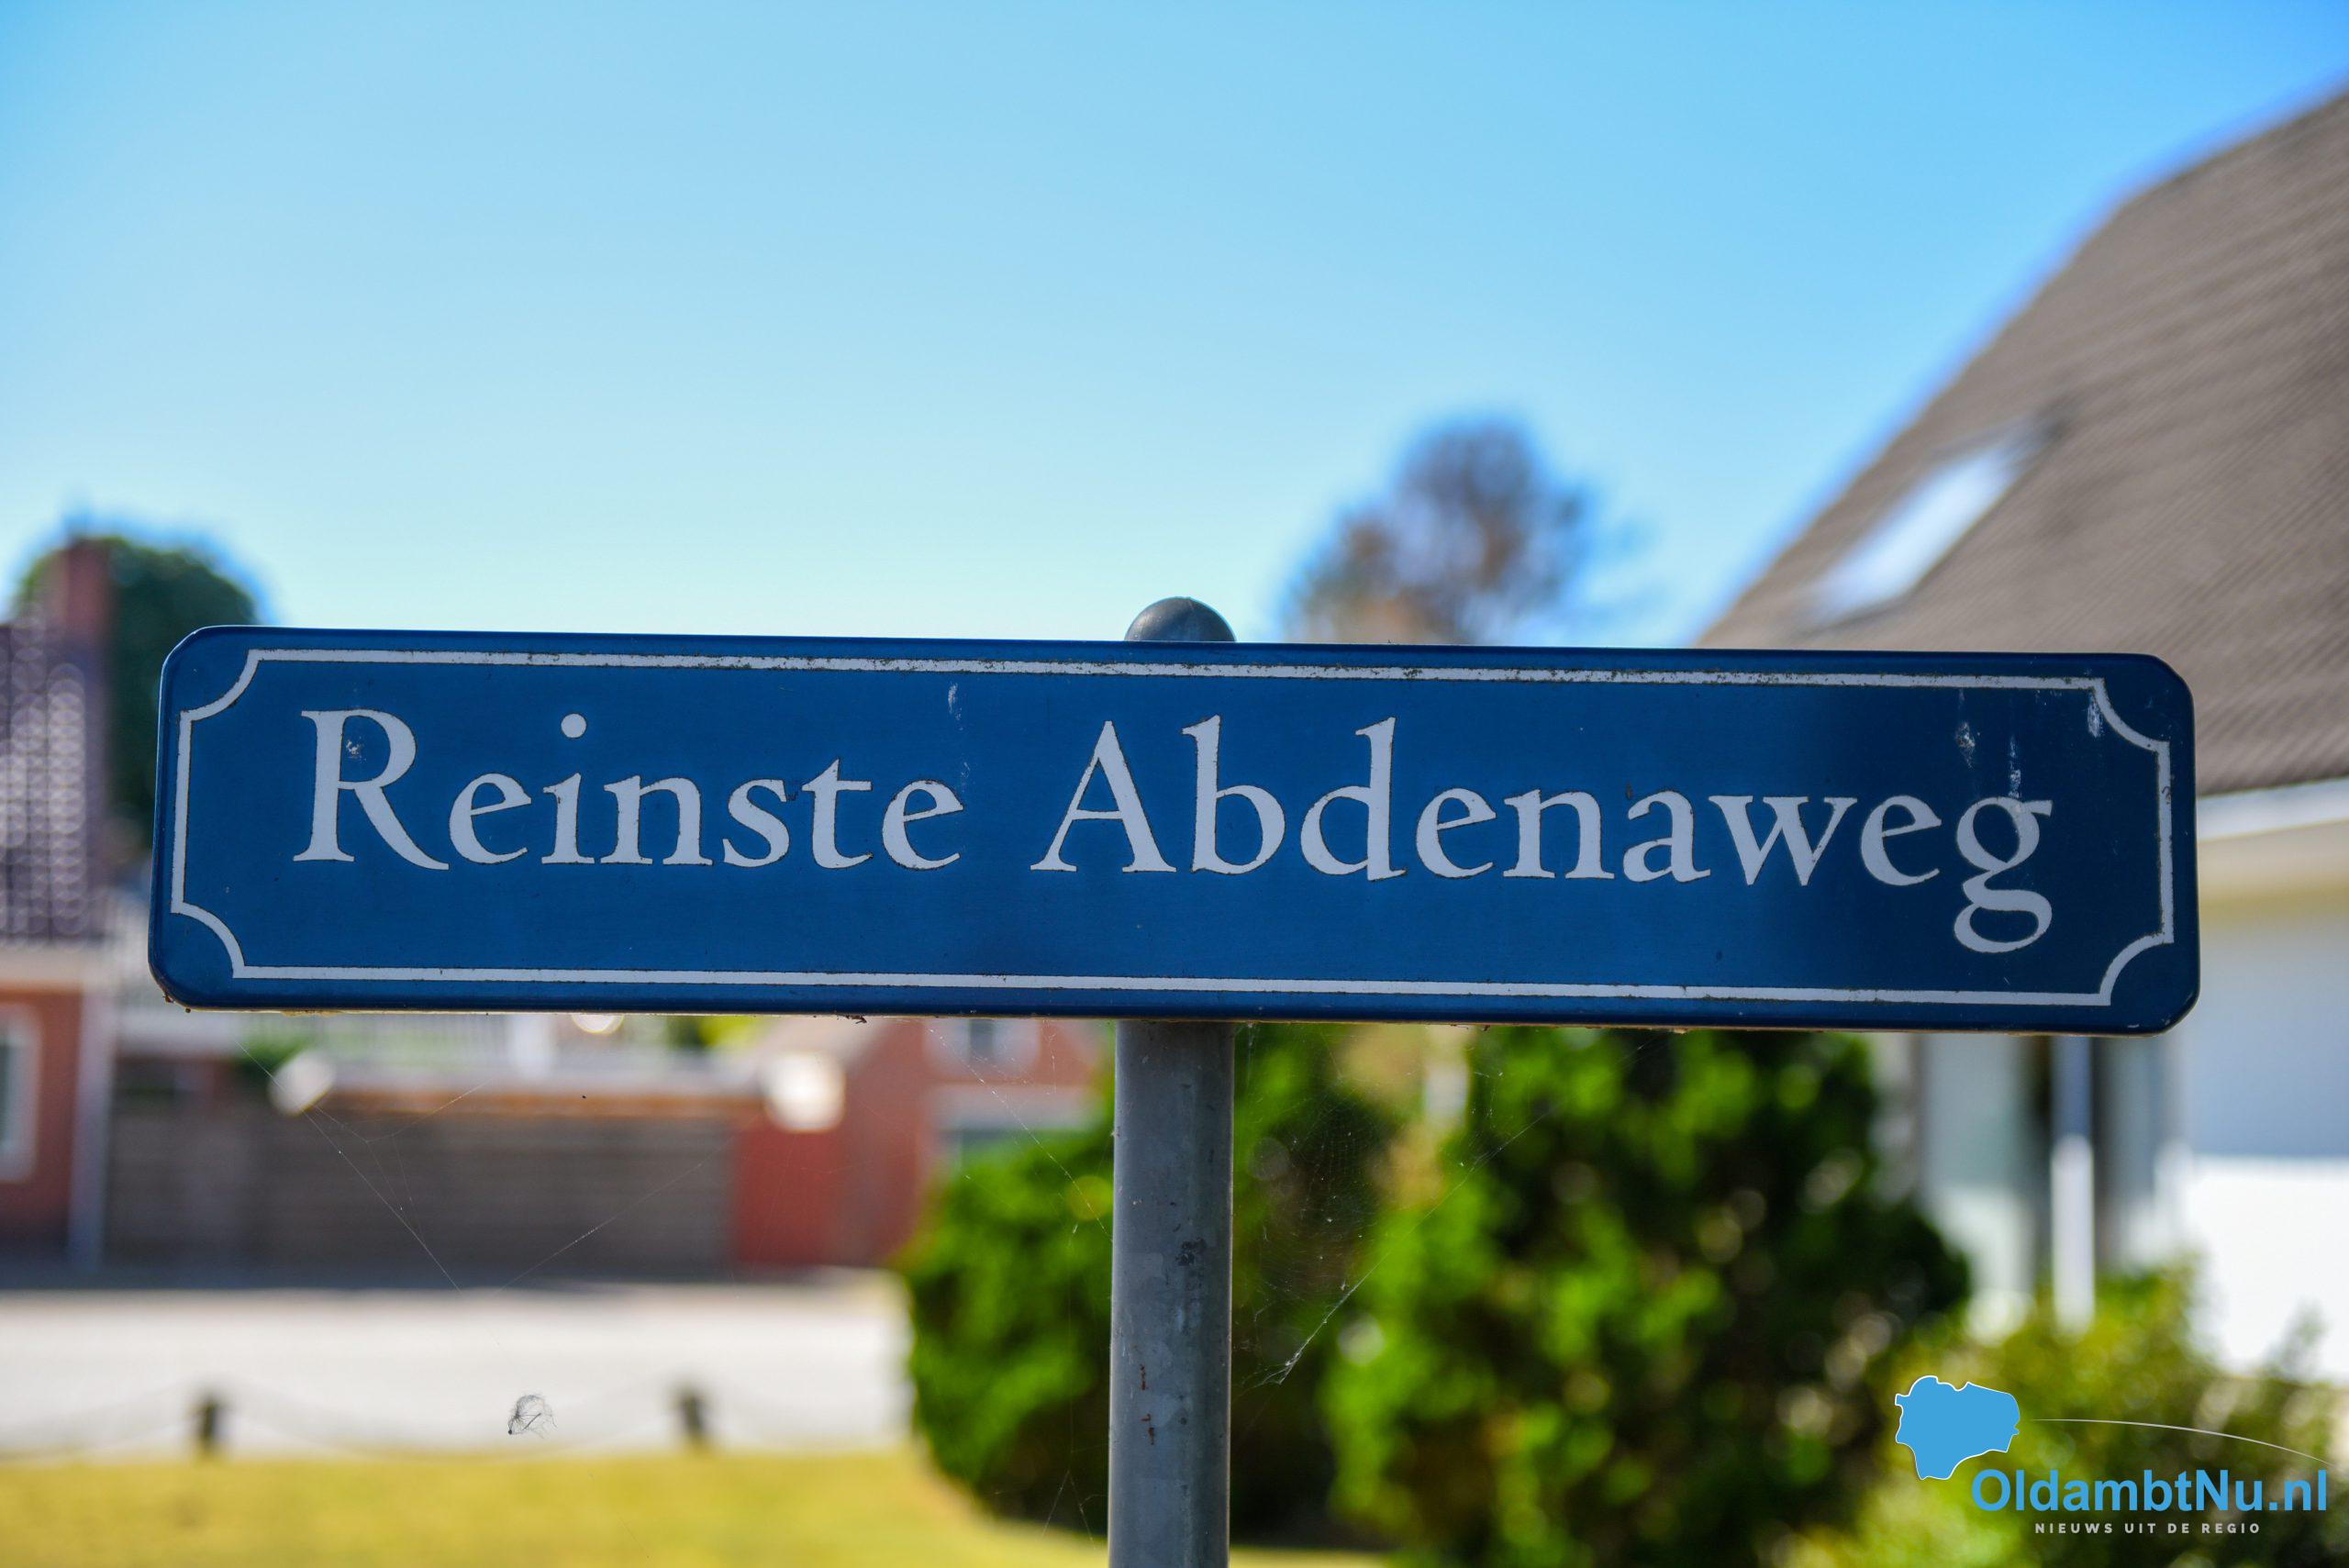 Reinste Abdenaweg
OldambtNu.nl
NIEUWS UIT DE REGIO